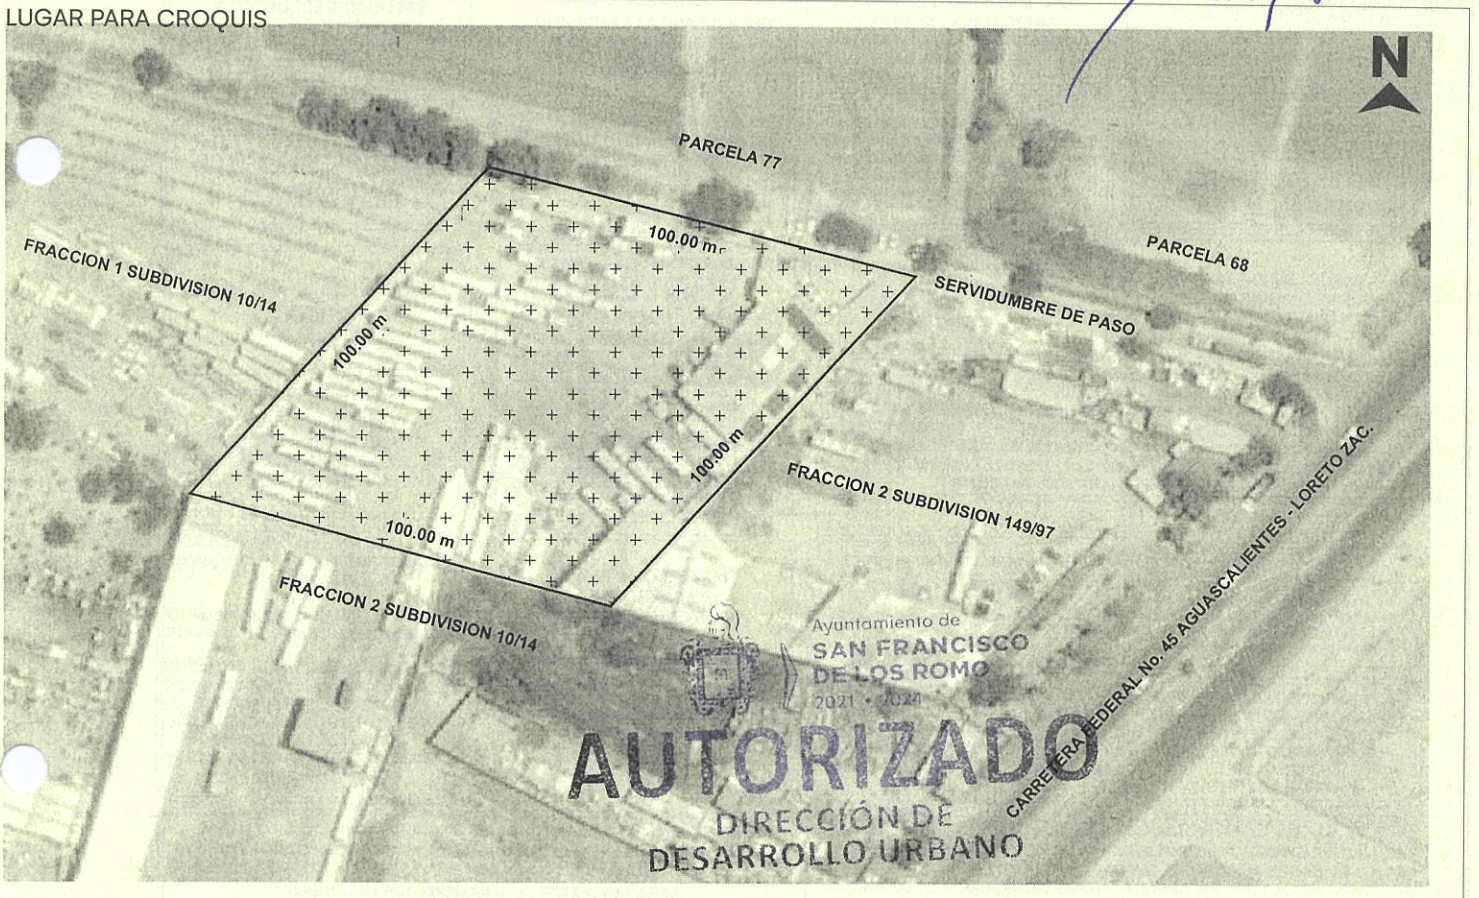 LUGAR PARA CROQUIS
N
PARCELA 77
PARCELA 68
100.00 m
FRACCION 1 SUBDIVISION 10/14
SERVIDUMBRE DE PASO
100.00 m
100.00 m
FRACCION 2 SUBDIVISION 149/97
100.00 m
FRACCION 2 SUBDIVISION 10/14
CARRETERA FEDERAL No. 45 AGUASCALIENTES - LORETO ZAC.
Ayuntamiento de
SAN FRANCISCO
DE LOS ROMO
2021 • 2024
AUTORIZADO
DIRECCIÓN DE
DESARROLLO URBANO